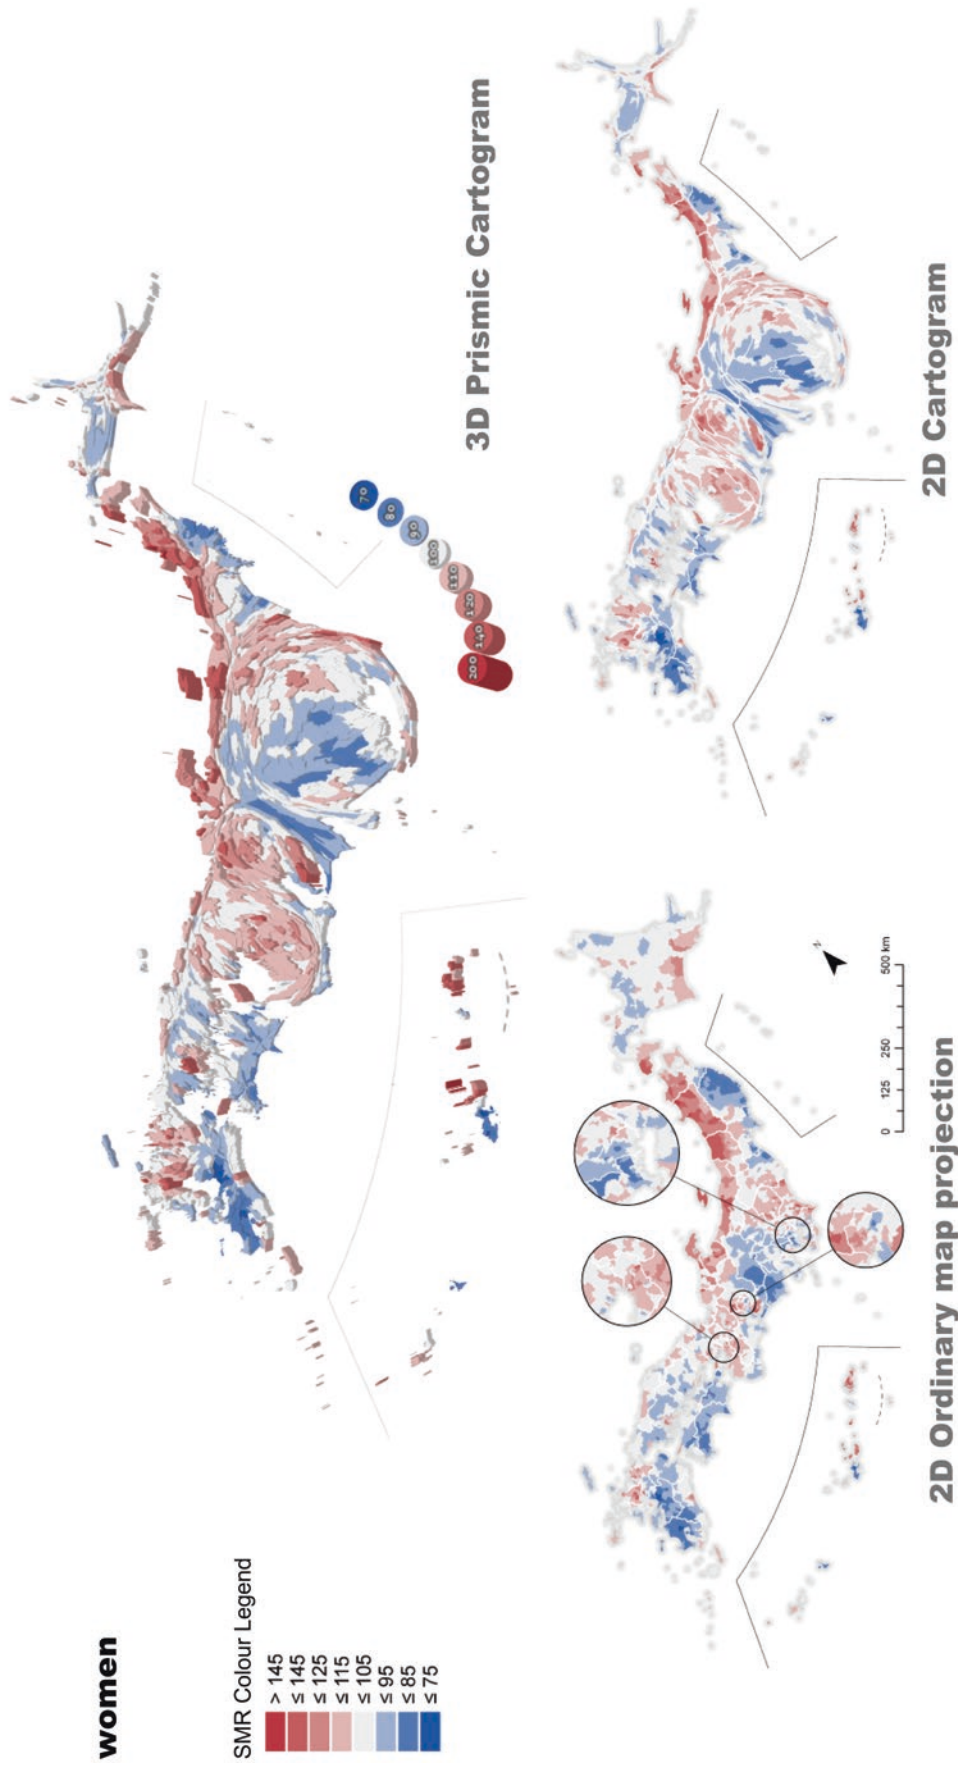 women
SMR Colour Legend
> 145
≤ 145
≤ 125
≤ 115
≤ 105
≤ 95
≤ 85
≤ 75
3D Prismic Cartogram
200
140
120
110
100
90
80
70
2D Ordinary map projection
0 125 250 500 km
N
2D Cartogram